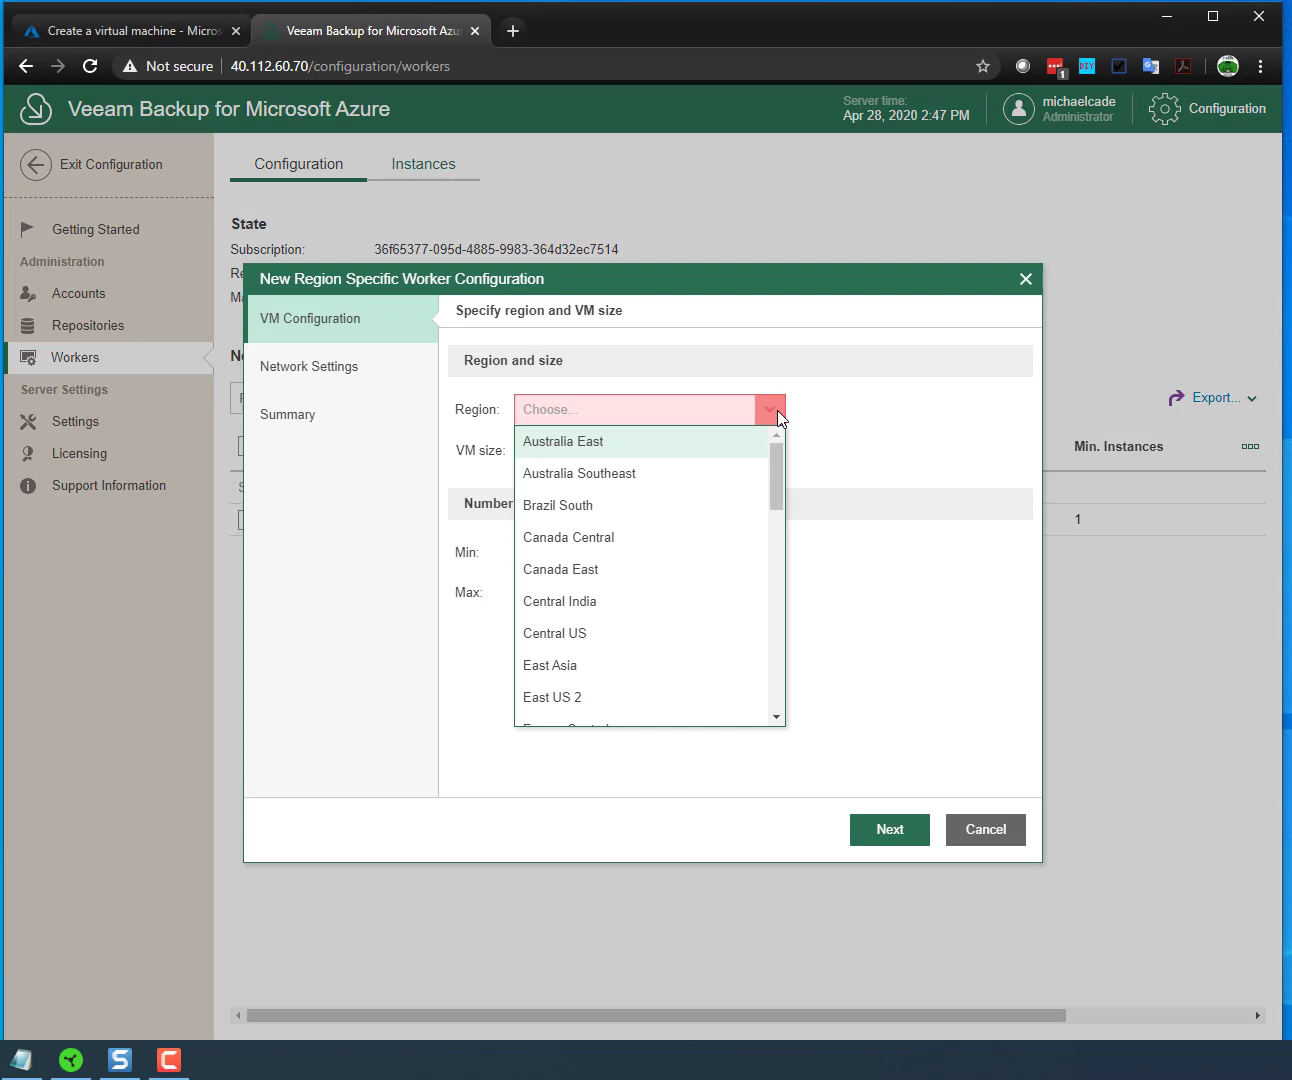 Create a virtual machine - Micros
Veeam Backup for Microsoft Azu
Not secure
40.112.60.70/configuration/workers
1
DIY
Veeam Backup for Microsoft Azure
Server time:
Apr 28, 2020 2:47 PM
michaelcade
Administrator
Configuration
Exit Configuration
Configuration
Instances
Getting Started
Administration
Accounts
Repositories
Workers
Server Settings
Settings
Licensing
Support Information
State
Subscription: 36f65377-095d-4885-9983-364d32ec7514
New Region Specific Worker Configuration
VM Configuration
Network Settings
Summary
Specify region and VM size
Region and size
Region: Choose...
VM size:
Australia East
Australia Southeast
Brazil South
Canada Central
Canada East
Central India
Central US
East Asia
East US 2
Number
Min:
Max:
Next
Cancel
Export...
Min. Instances
1
S
C